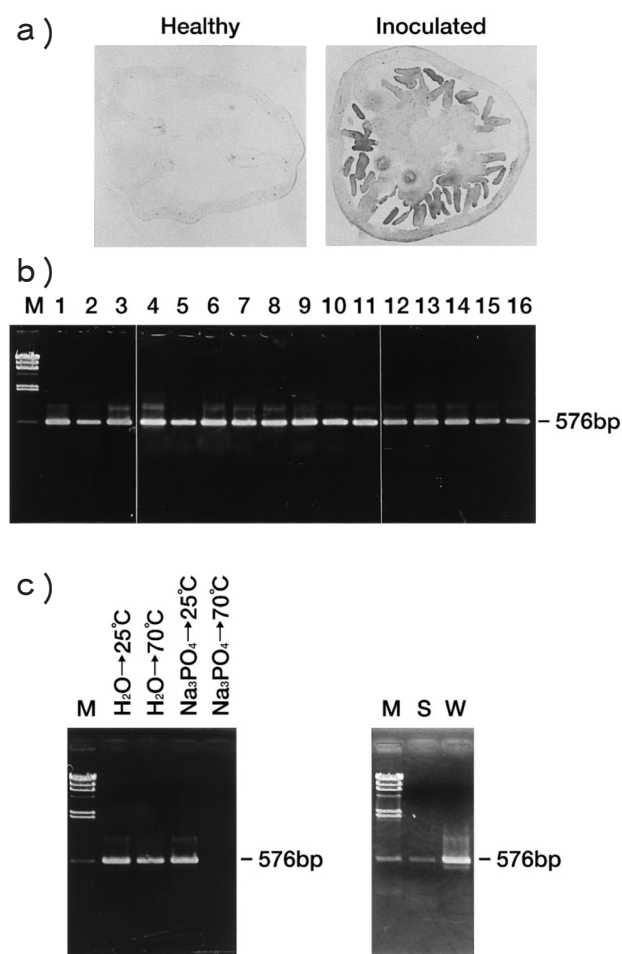 a)
Healthy
Inoculated
b)
M 1 2 3 4 5 6 7 8 9 10 11 12 13 14 15 16
576bp
c)
H₂O→25℃
H₂O→70℃
Na₃PO₄→25℃
Na₃PO₄→70℃
M
M S W
576bp
576bp